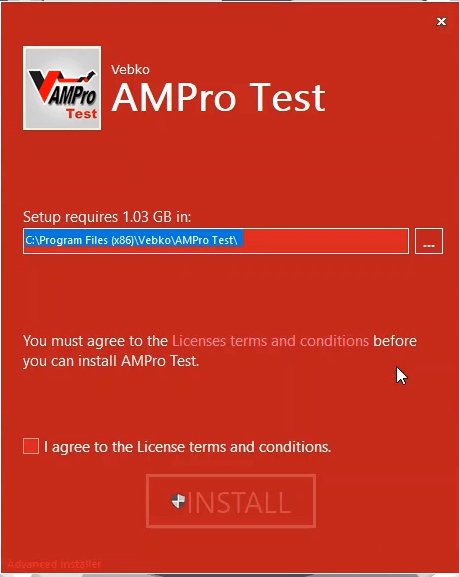 Vebko
AMPro Test
AMPro
Test
Setup requires 1.03 GB in:
C:\Program Files (x86)\Vebko\AMPro Test\
...
You must agree to the Licenses terms and conditions before
you can install AMPro Test.
I agree to the License terms and conditions.
INSTALL
Advanced Installer